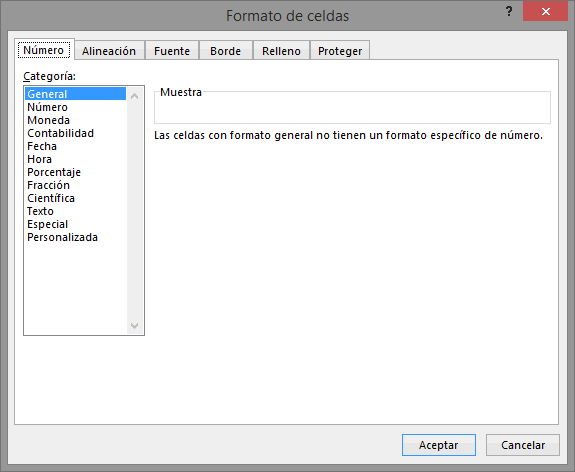 Formato de celdas
?
Número Alineación Fuente Borde Relleno Proteger
Categoría:
General
Número
Moneda
Contabilidad
Fecha
Hora
Porcentaje
Fracción
Científica
Texto
Especial
Personalizada
Muestra
Las celdas con formato general no tienen un formato específico de número.
Aceptar Cancelar